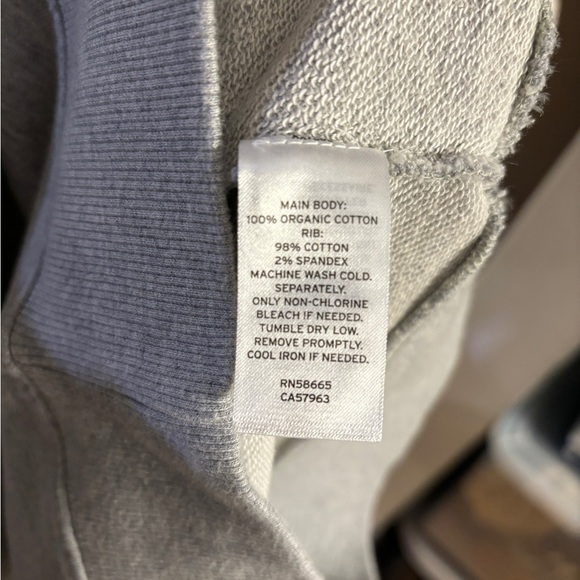 MAIN BODY:
100% ORGANIC COTTON
RIB:
98% COTTON
2% SPANDEX
MACHINE WASH COLD.
SEPARATELY.
ONLY NON-CHLORINE
BLEACH IF NEEDED.
TUMBLE DRY LOW.
REMOVE PROMPTLY.
COOL IRON IF NEEDED.
RN58665
CA57963